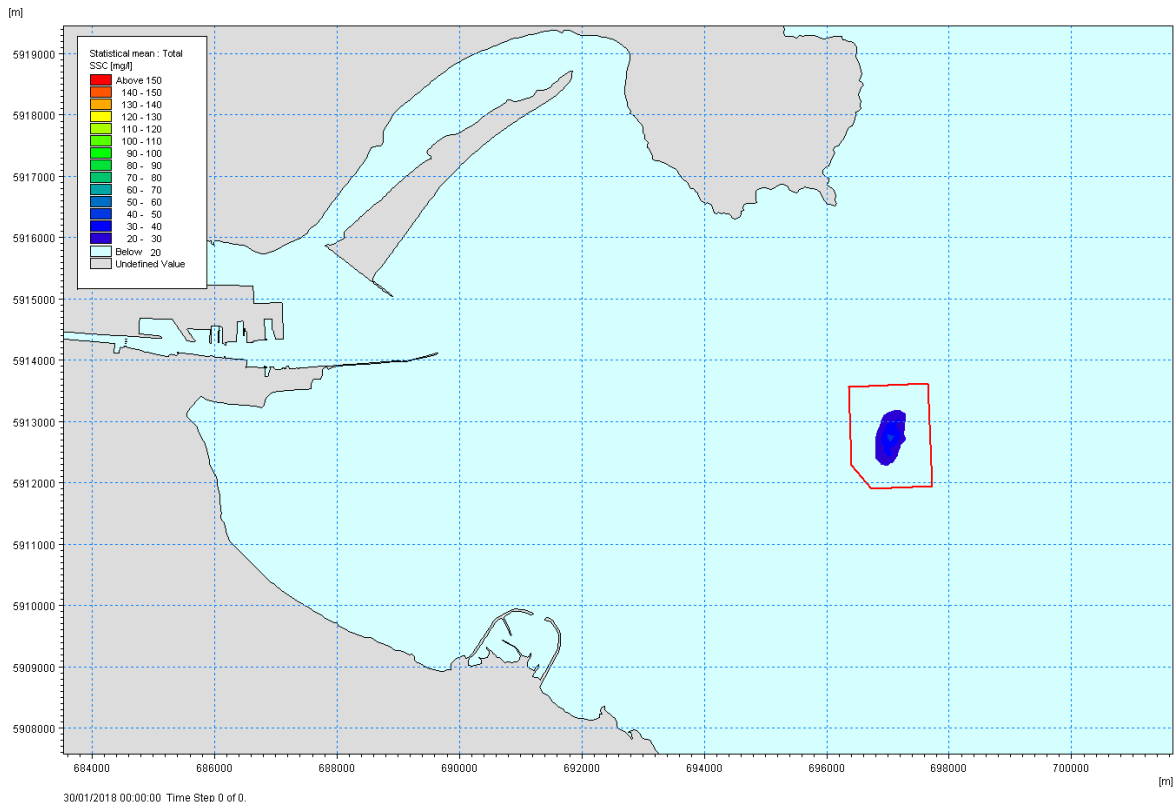 [m]
5919000
5918000
5917000
5916000
5915000
5914000
5913000
5912000
5911000
5910000
5909000
5908000
Statistical mean : Total
SSC [mg/l]
Above 150
140 - 150
130 - 140
120 - 130
110 - 120
100 - 110
90 - 100
80 - 90
70 - 80
60 - 70
50 - 60
40 - 50
30 - 40
20 - 30
Below 20
Undefined Value
684000 686000 688000 690000 692000 694000 696000 698000 700000
[m]
30/01/2018 00:00:00 Time Step 0 of 0.